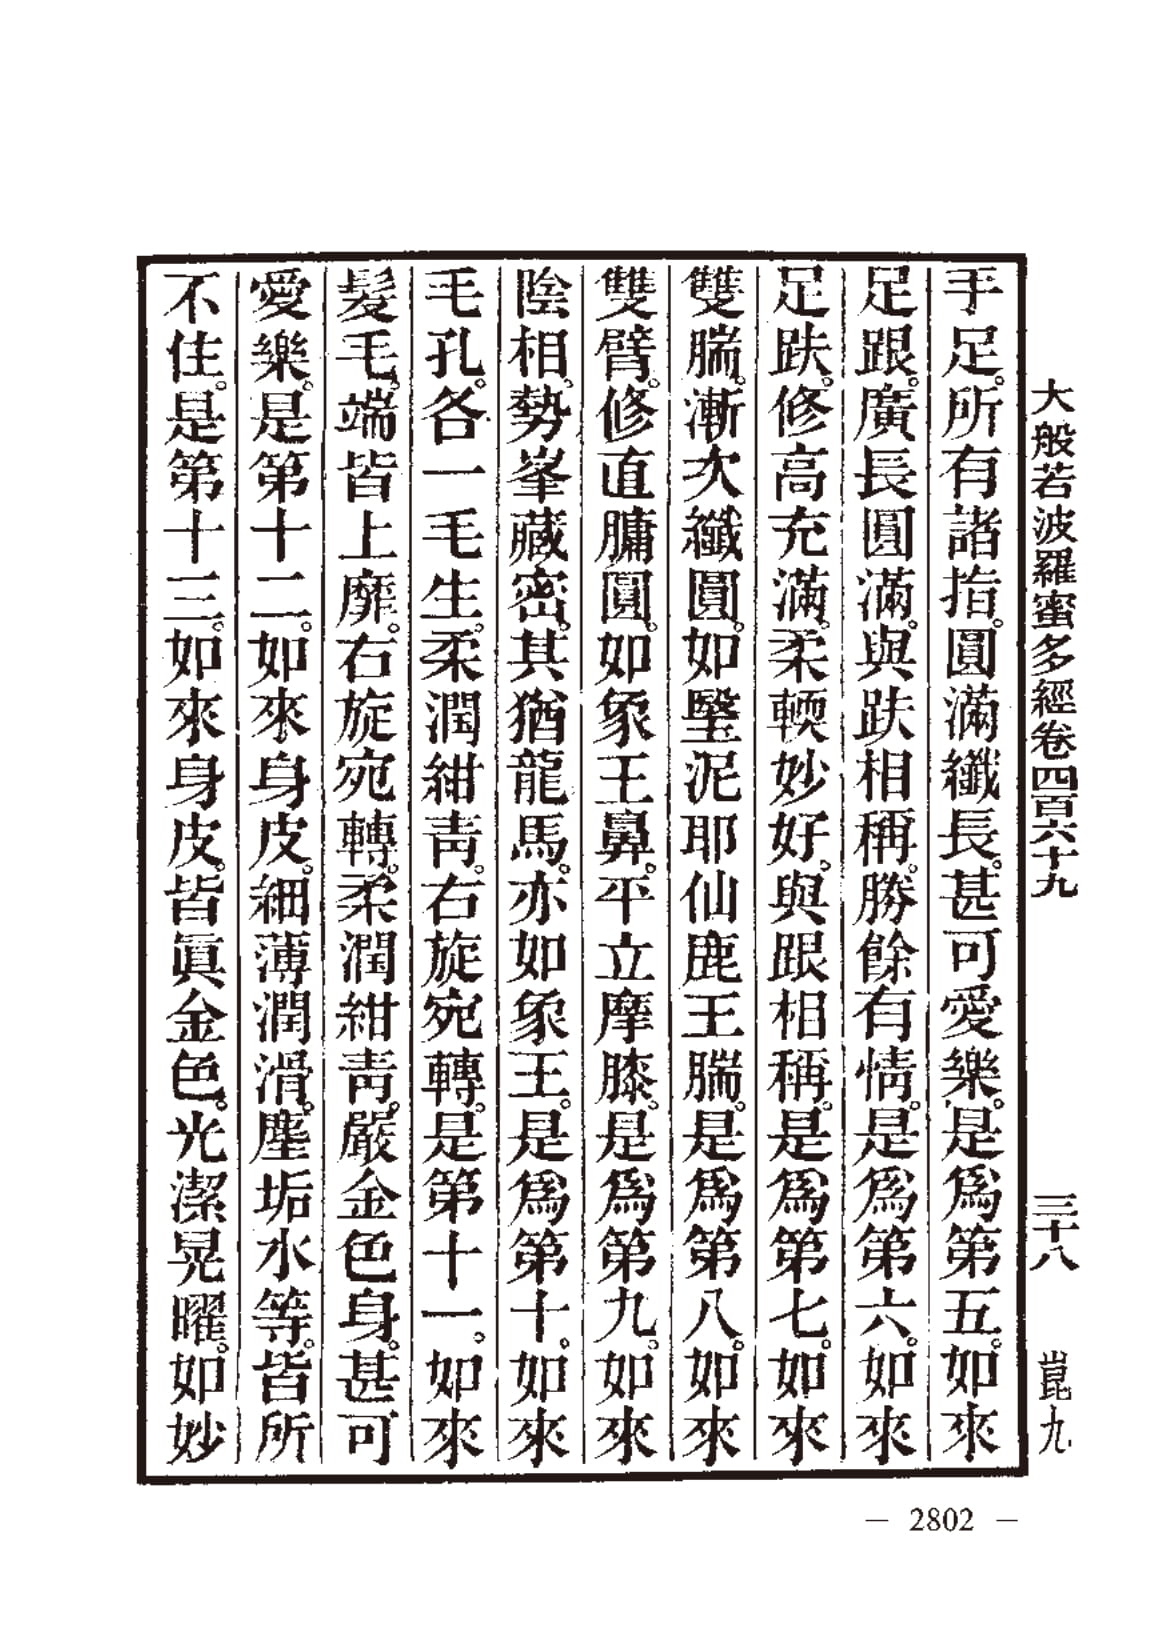 大般若波羅蜜多經卷四百六十九 三十八 崑九
手足。所有諸指。圓滿纖長。甚可愛樂。是爲第五。如來
足跟。廣長圓滿。與趺相稱。勝餘有情。是爲第六。如來
足趺。修高充滿。柔輭妙好。與跟相稱。是爲第七。如來
雙腨。漸次纖圓。如瑿泥耶仙鹿王腨。是爲第八。如來
雙臂。修直𦟛圓。如象王鼻。平立摩膝。是爲第九。如來
陰相。勢峯藏密。其猶龍馬。亦如象王。是爲第十。如來
毛孔。各一毛生。柔潤紺靑。右旋宛轉。是第十一。如來
髮毛。端皆上靡。右旋宛轉。柔潤紺靑。嚴金色身。甚可
愛樂。是第十二。如來身皮。細薄潤滑。塵垢水等。皆所
不住。是第十三。如來身皮。皆眞金色。光潔晃曜。如妙
— 2802 —